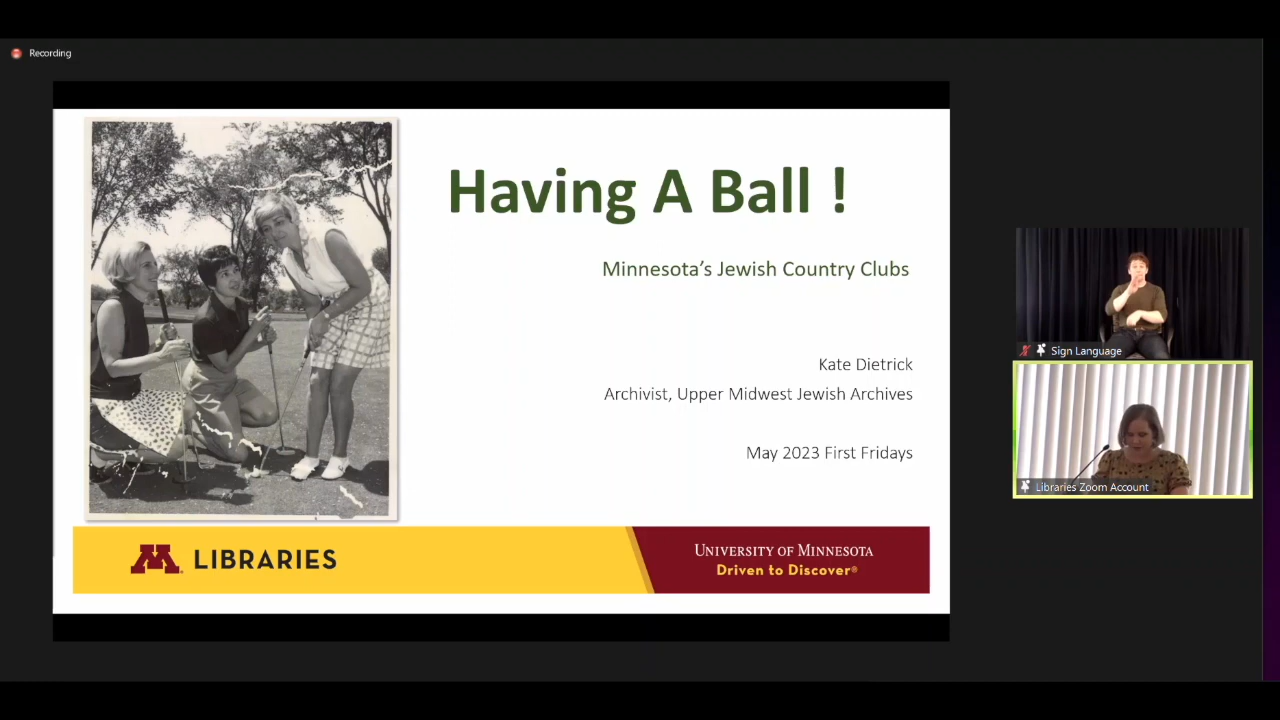 Recording
Having A Ball !
Minnesota's Jewish Country Clubs
Kate Dietrick
Archivist, Upper Midwest Jewish Archives
May 2023 First Fridays
M LIBRARIES
UNIVERSITY OF MINNESOTA
Driven to Discover®
Sign Language
Libraries Zoom Account